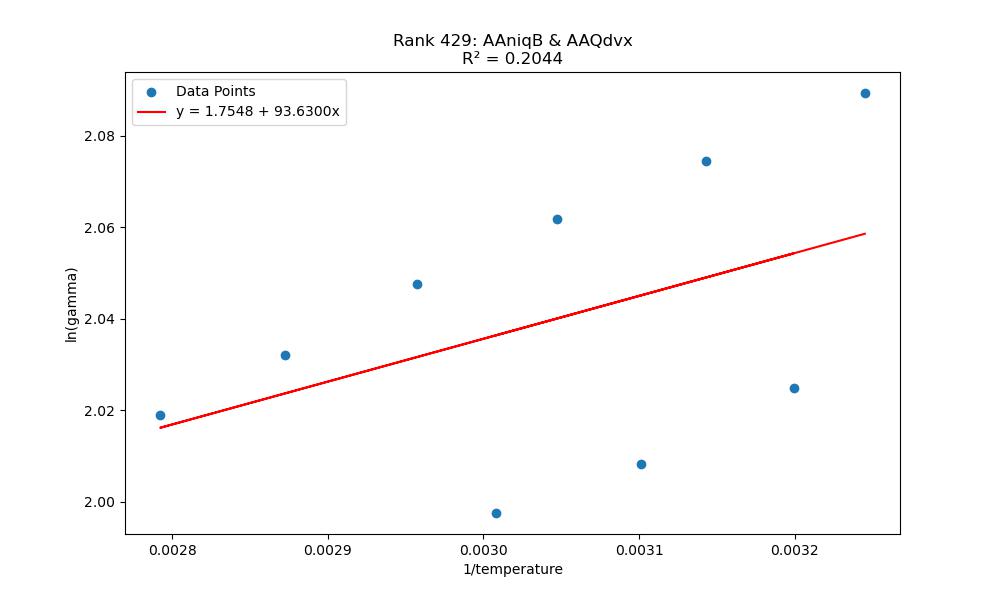 Rank 429: AAniqB & AAQdvx
R² = 0.2044
Data Points
y = 1.7548 + 93.6300x
2.08
2.06
2.04
2.02
2.00
ln(gamma)
0.0028 0.0029 0.0030 0.0031 0.0032
1/temperature